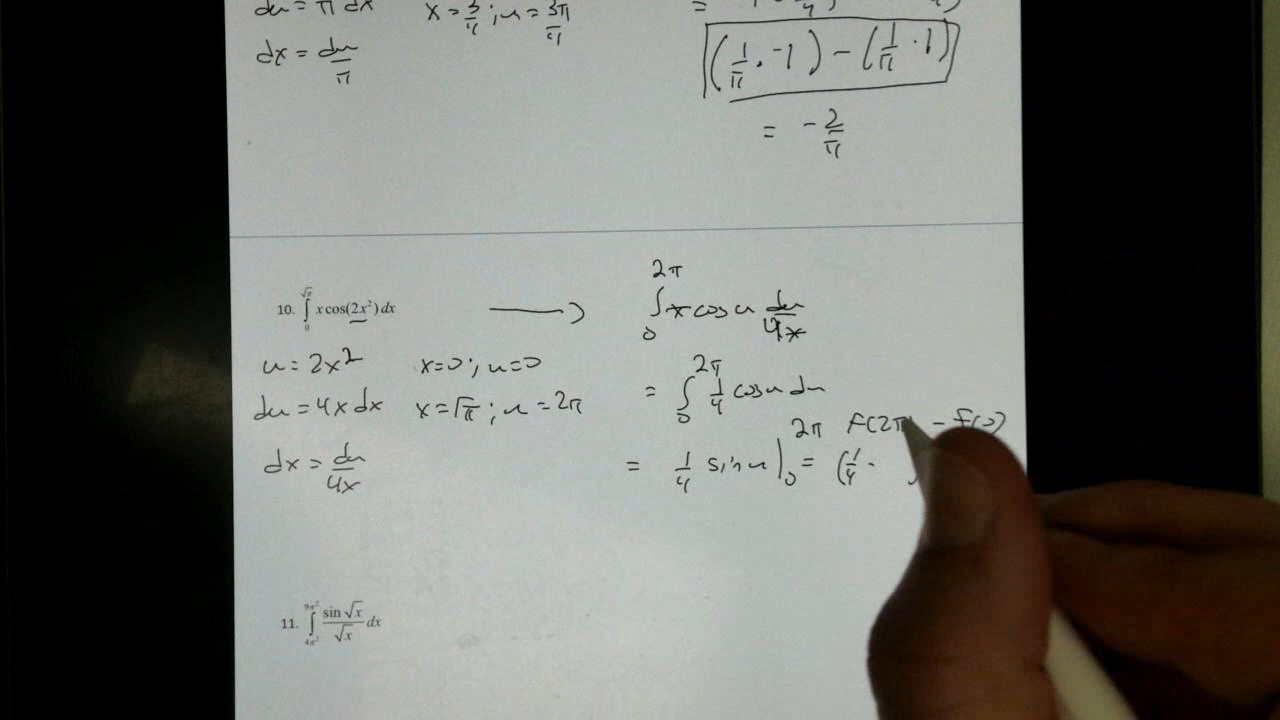 du = π dx
x = 3/4 ; u = 3π/4
dx = du/π
(1/π · -1) - (1/π · 1)
= -2/π
10. ∫₀^√π x cos(2x²) dx
∫₀^2π x cos u du/4x
u = 2x²
x=0 ; u=0
du = 4x dx
x = √π ; u = 2π
= ∫₀^2π 1/4 cos u du
dx = du/4x
F(2π) - F(0)
= 1/4 sin u |₀^2π = (1/4 ·
11. ∫_4π²^9π² sin √x / √x dx